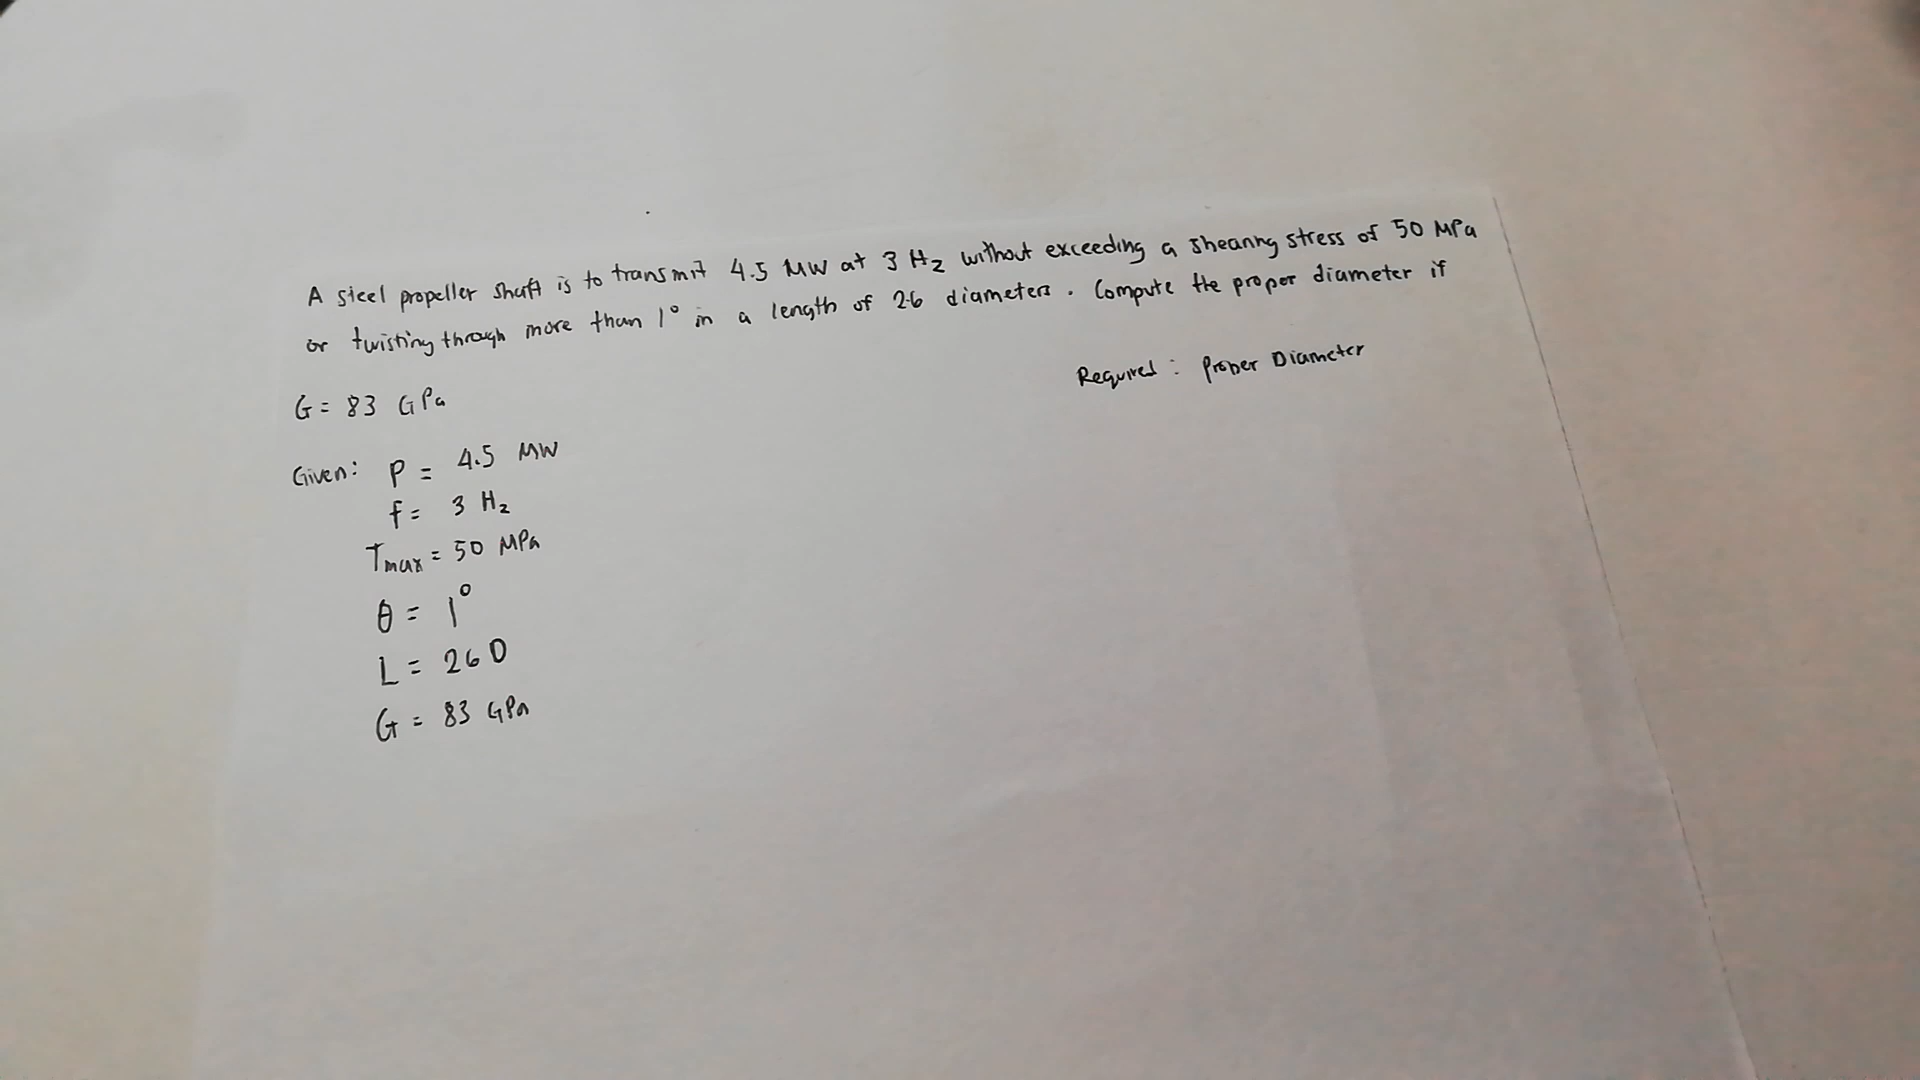 A steel propeller shaft is to transmit 4.5 MW at 3 Hz without exceeding a shearing stress of 50 MPa
or twisting through more than 1° in a length of 26 diameters. Compute the proper diameter if
G = 83 GPa
Required: Proper Diameter
Given: P = 4.5 MW
f = 3 Hz
Tmax = 50 MPa
θ = 1°
L = 26 D
G = 83 GPa